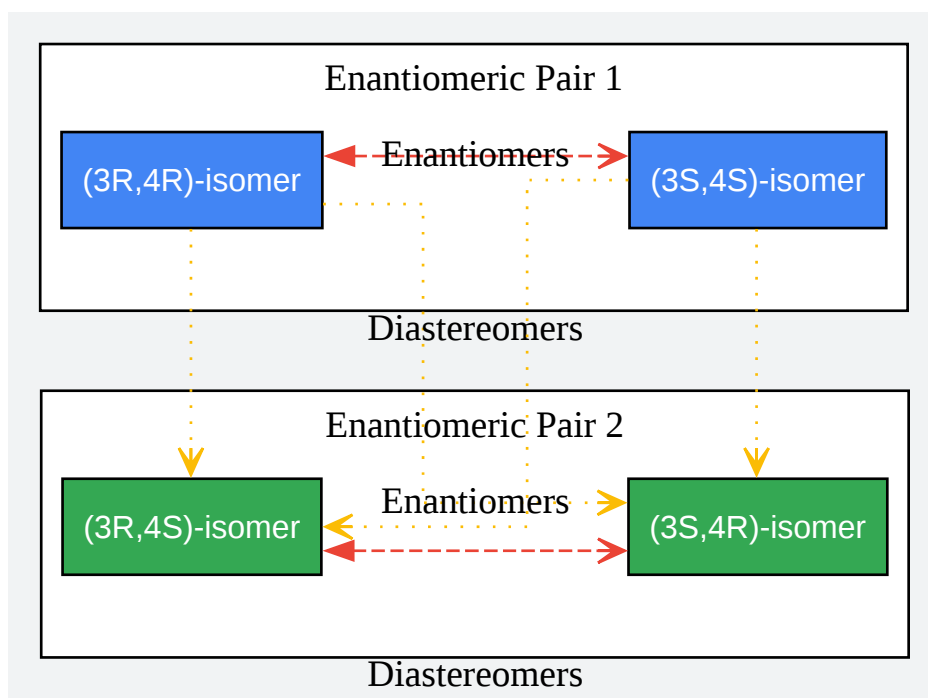 Enantiomeric Pair 1
Enantiomers
(3R,4R)-isomer
(3S,4S)-isomer
Diastereomers
Enantiomeric Pair 2
Enantiomers
(3R,4S)-isomer
(3S,4R)-isomer
Diastereomers